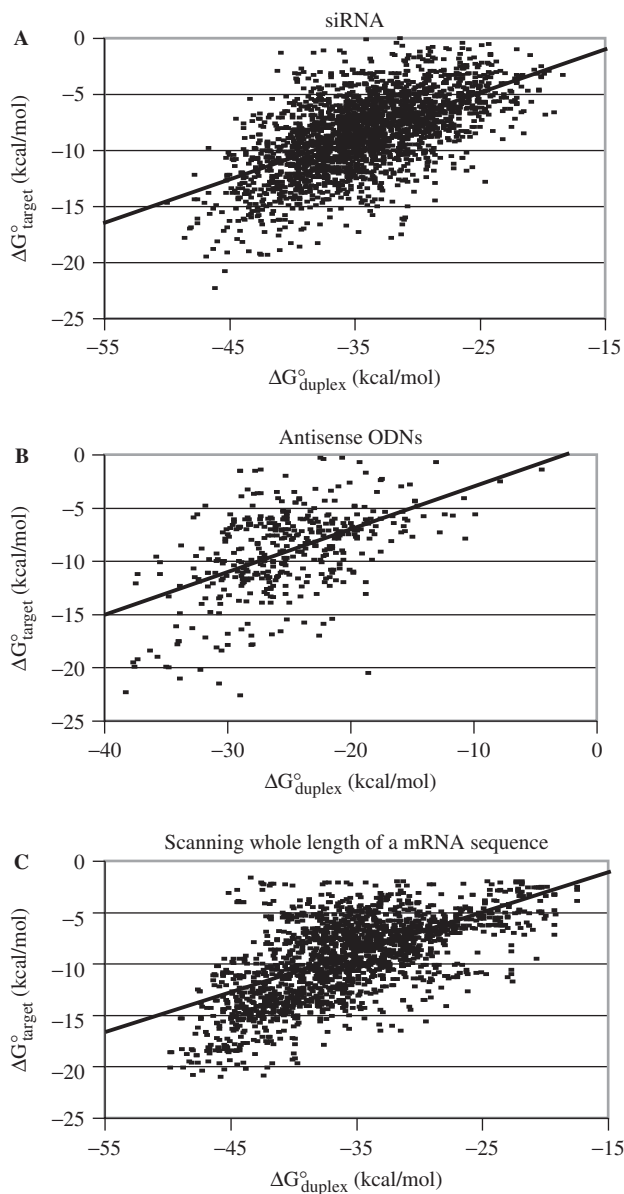 A
siRNA
0
−5
−10
−15
−20
−25
ΔG°target (kcal/mol)
−55 −45 −35 −25 −15
ΔG°duplex (kcal/mol)
B
Antisense ODNs
0
−5
−10
−15
−20
−25
ΔG°target (kcal/mol)
−40 −30 −20 −10 0
ΔG°duplex (kcal/mol)
C
Scanning whole length of a mRNA sequence
0
−5
−10
−15
−20
−25
ΔG°target (kcal/mol)
−55 −45 −35 −25 −15
ΔG°duplex (kcal/mol)